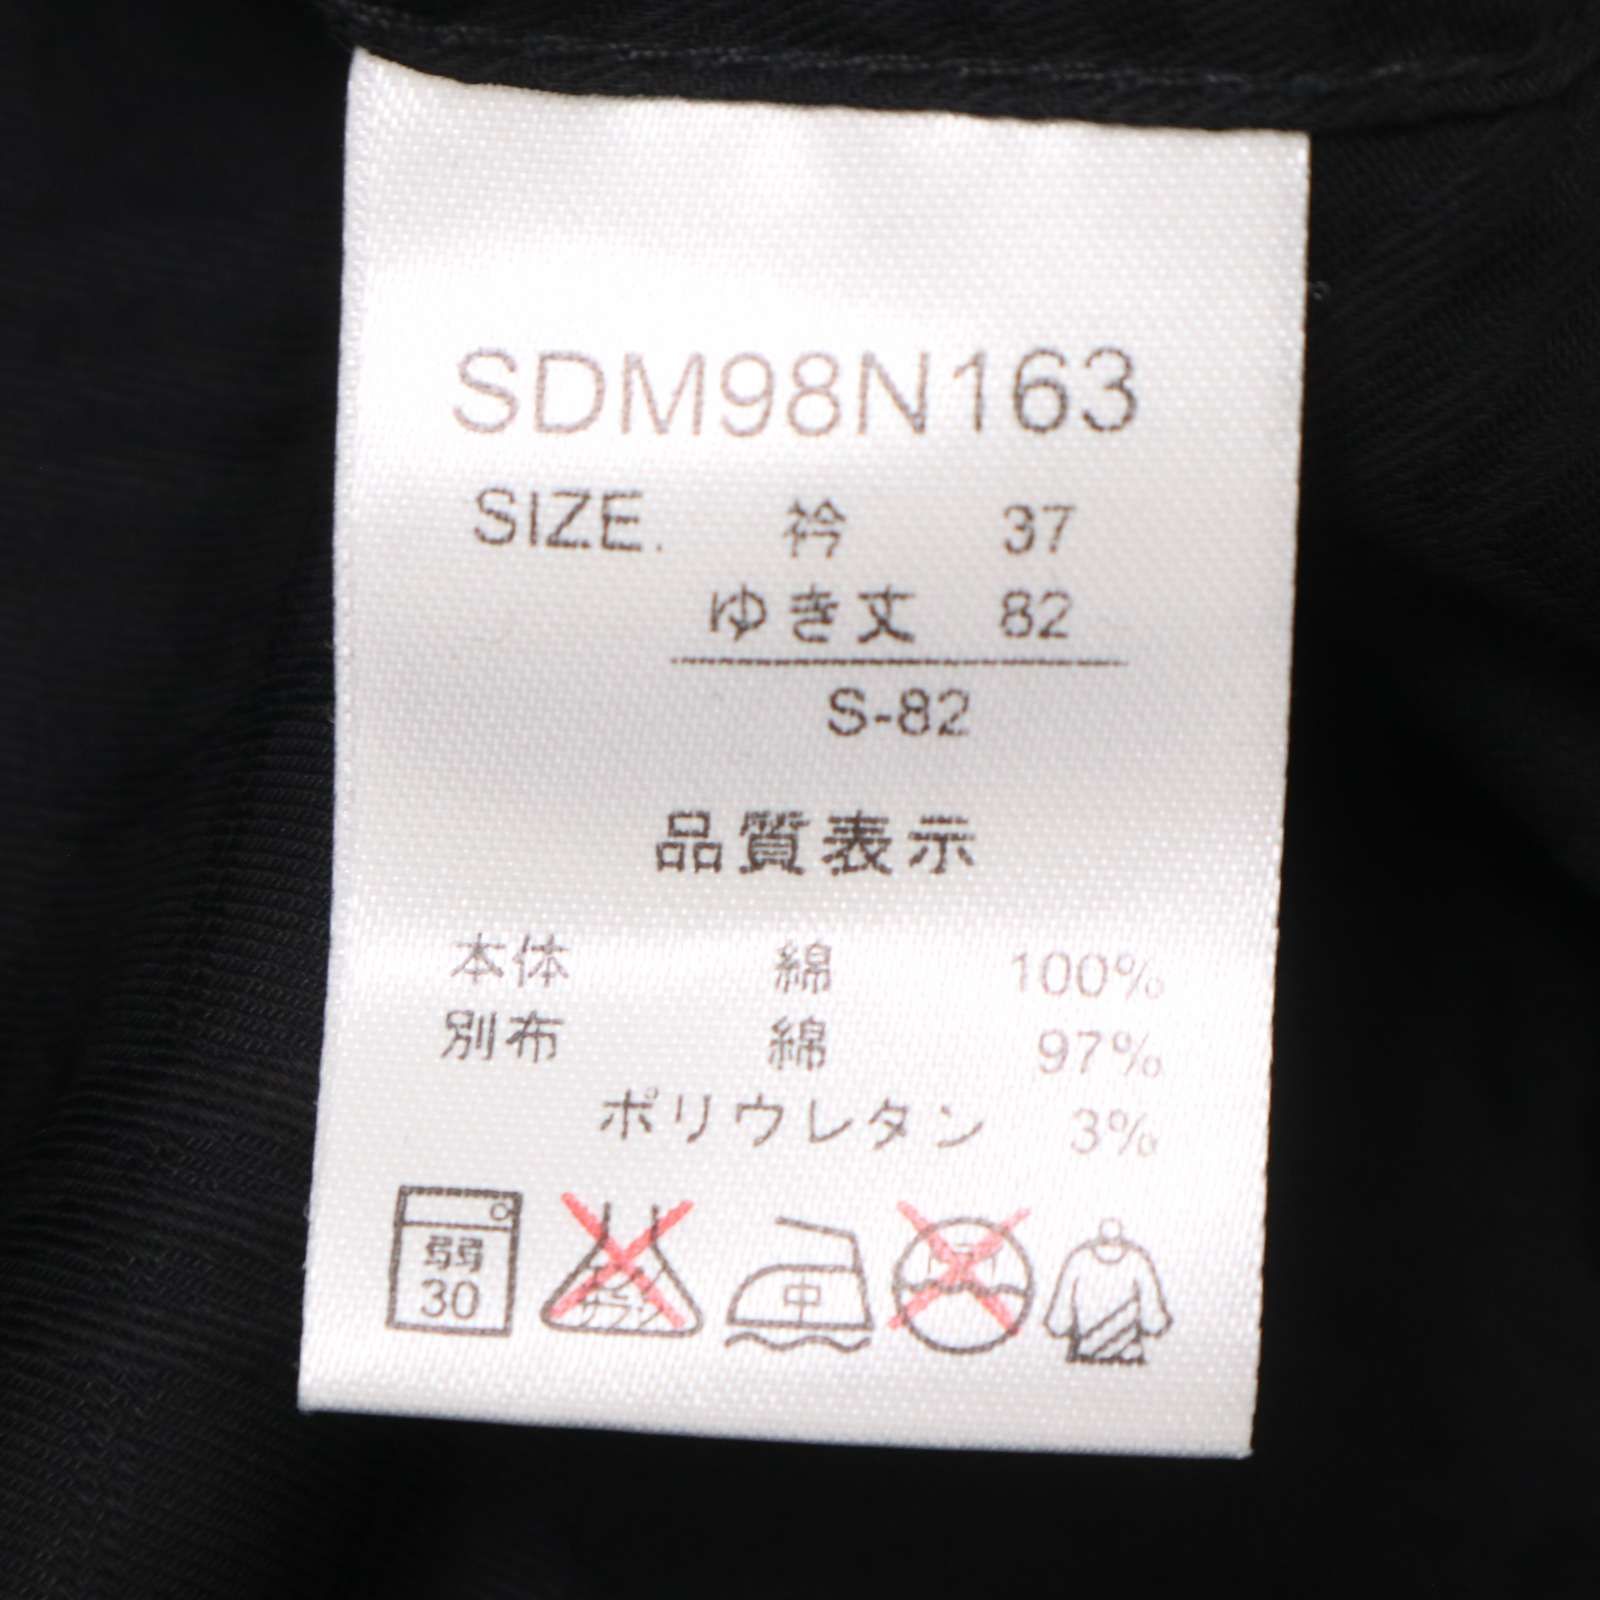 SDM98N163
SIZE. 衿 37
ゆき丈 82
S-82
品質表示
本体 綿 100%
別布 綿 97%
ポリウレタン 3%
弱 30 中